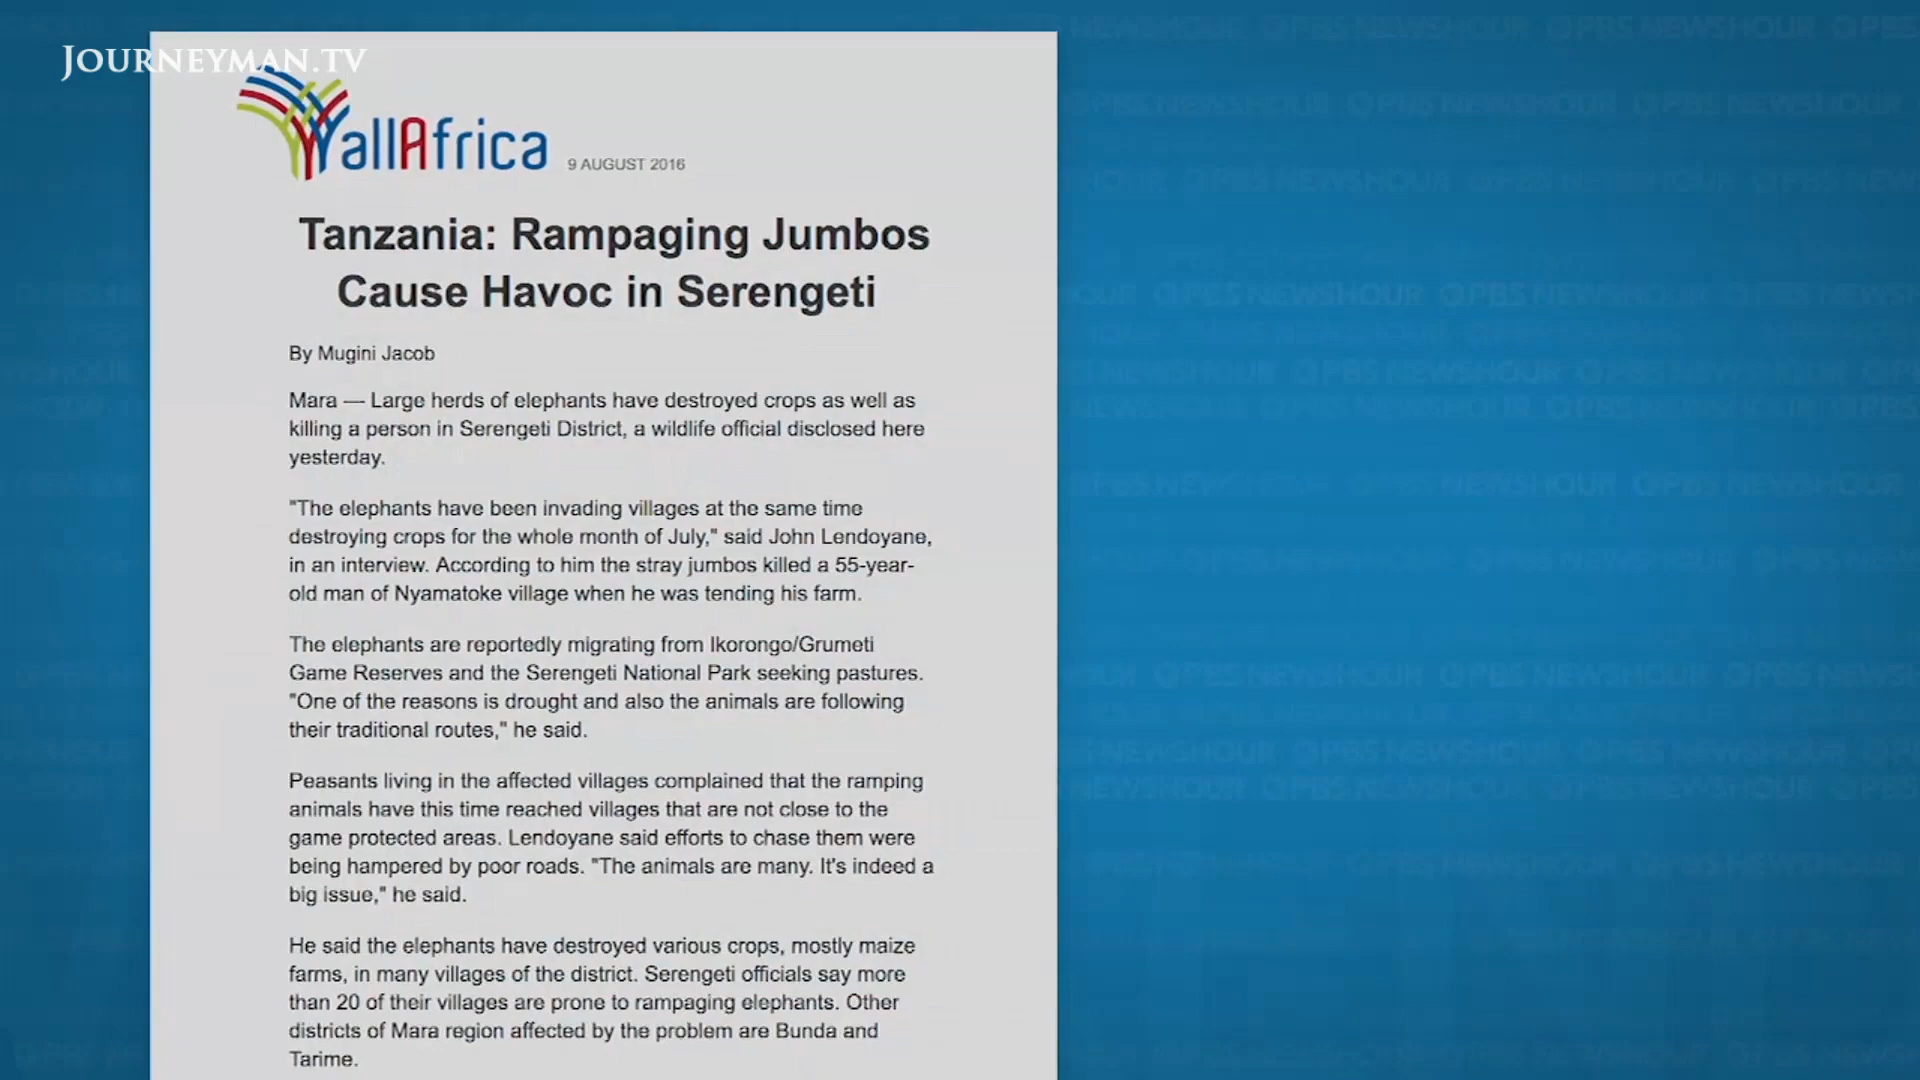 JOURNEYMAN.TV
allAfrica
9 AUGUST 2016
Tanzania: Rampaging Jumbos
Cause Havoc in Serengeti
By Mugini Jacob
Mara — Large herds of elephants have destroyed crops as well as
killing a person in Serengeti District, a wildlife official disclosed here
yesterday.
"The elephants have been invading villages at the same time
destroying crops for the whole month of July," said John Lendoyane,
in an interview. According to him the stray jumbos killed a 55-year-
old man of Nyamatoke village when he was tending his farm.
The elephants are reportedly migrating from Ikorongo/Grumeti
Game Reserves and the Serengeti National Park seeking pastures.
"One of the reasons is drought and also the animals are following
their traditional routes," he said.
Peasants living in the affected villages complained that the ramping
animals have this time reached villages that are not close to the
game protected areas. Lendoyane said efforts to chase them were
being hampered by poor roads. "The animals are many. It's indeed a
big issue," he said.
He said the elephants have destroyed various crops, mostly maize
farms, in many villages of the district. Serengeti officials say more
than 20 of their villages are prone to rampaging elephants. Other
districts of Mara region affected by the problem are Bunda and
Tarime.